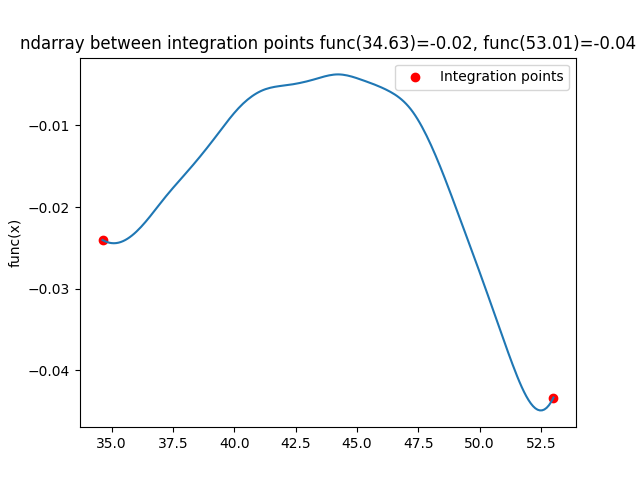 ndarray between integration points func(34.63)=-0.02, func(53.01)=-0.04
Integration points
func(x)
−0.01
−0.02
−0.03
−0.04
35.0 37.5 40.0 42.5 45.0 47.5 50.0 52.5